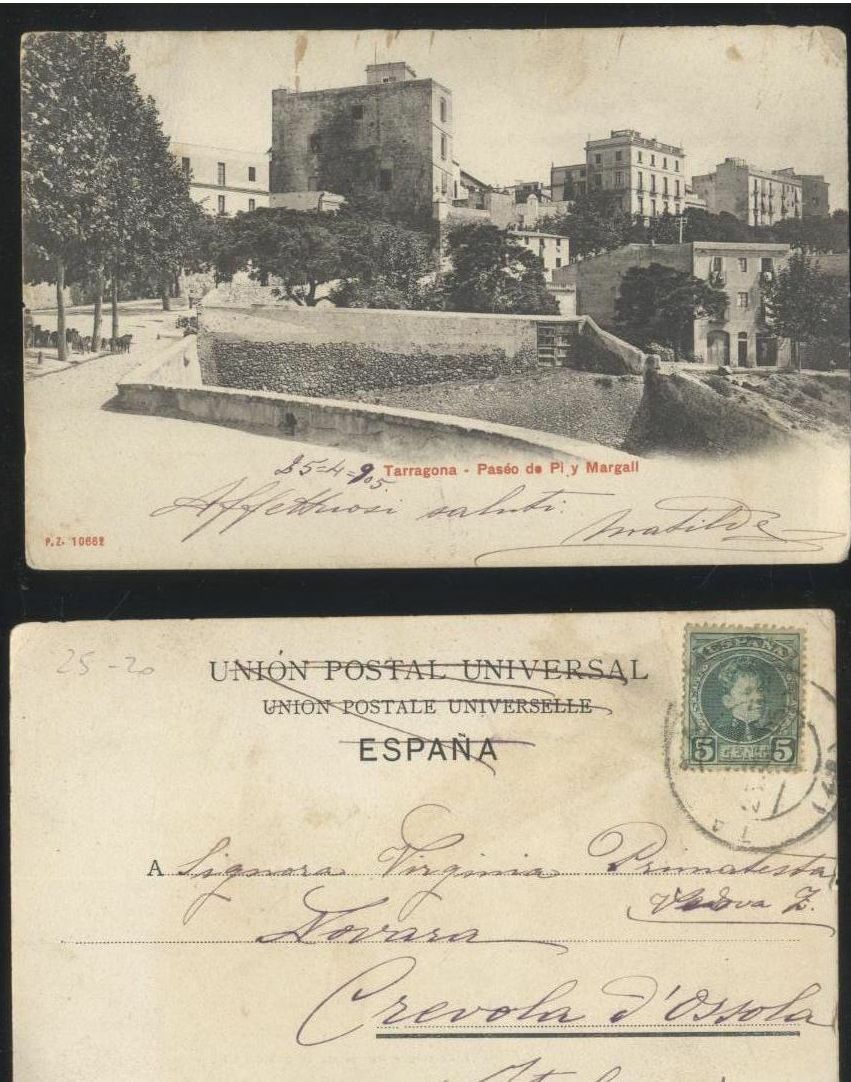 25=4=905 Tarragona - Paséo de Pi y Margall
Affettuosi saluti.
Matilde
P.Z. 10662
25-20
UNIÓN POSTAL UNIVERSAL
UNION POSTALE UNIVERSELLE
ESPAÑA
ESPAÑA
5 CENT. 5
A Signora Virginia Primatesta
Vedova Z.
Novara
Crevola d'Ossola